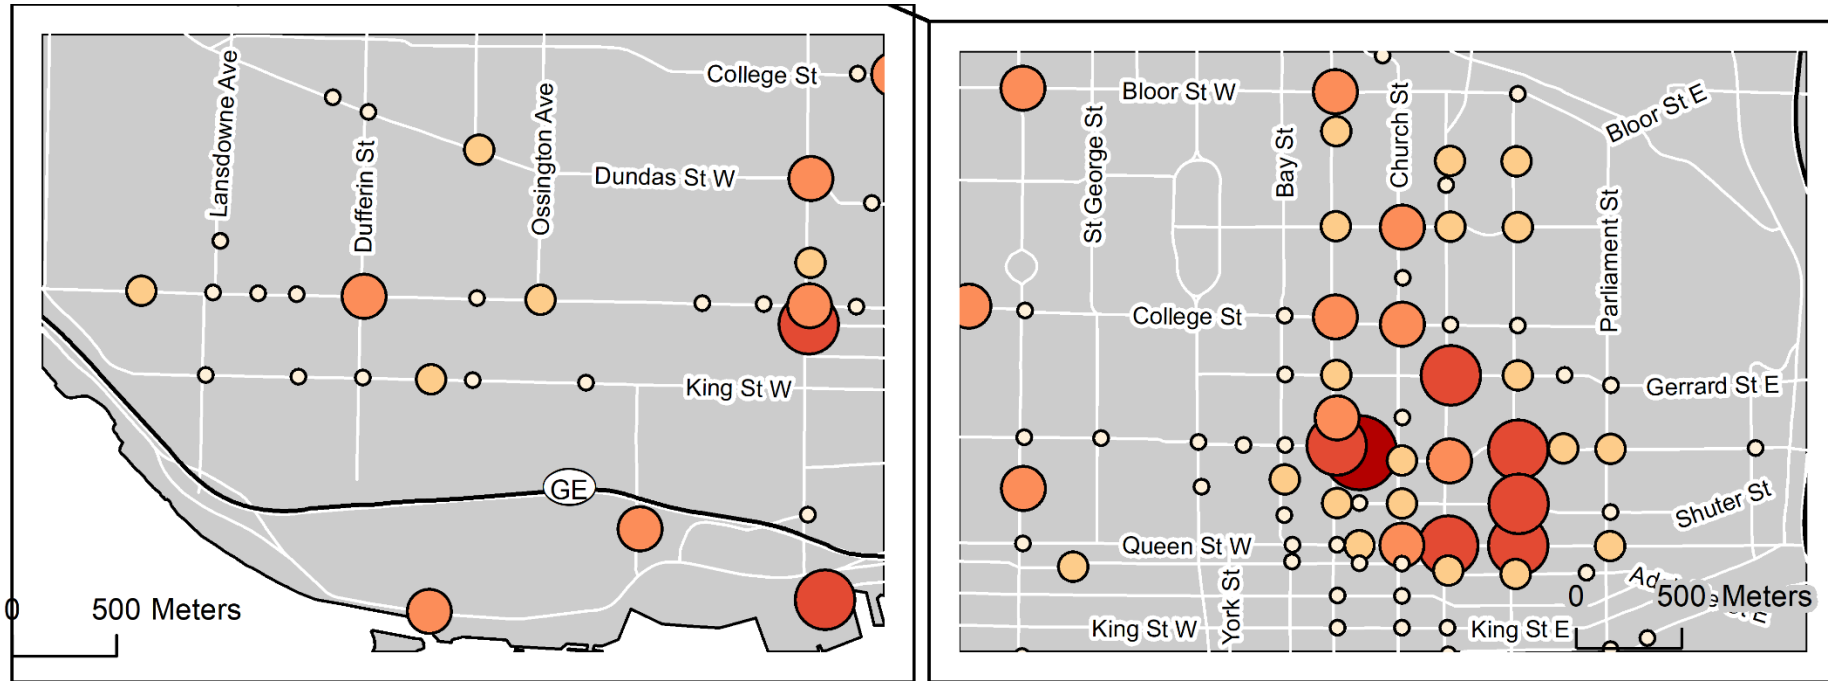 College St
Lansdowne Ave
Dufferin St
Ossington Ave
Dundas St W
King St W
GE
0 500 Meters
Bloor St W
Bloor St E
St George St
Bay St
Church St
Parliament St
College St
Gerrard St E
Shuter St
Queen St W
York St
King St W
King St E
0 500 Meters